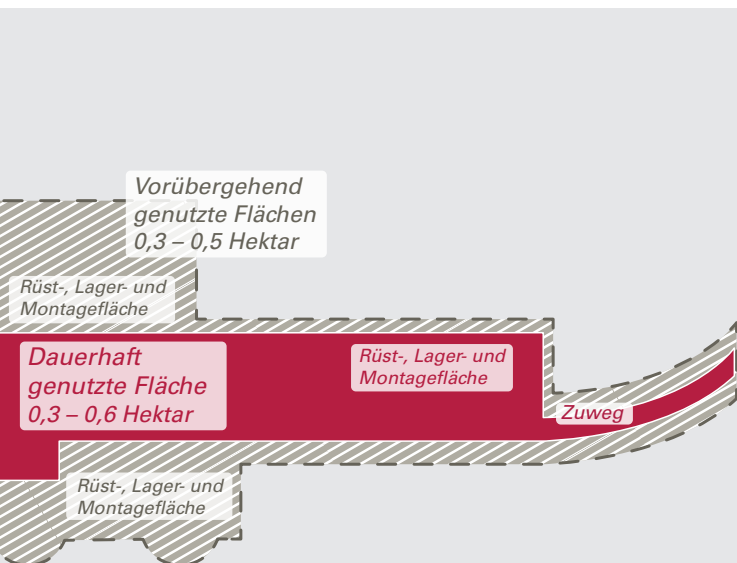 Vorübergehend
genutzte Flächen
0,3 – 0,5 Hektar
Rüst-, Lager- und
Montagefläche
Dauerhaft
genutzte Fläche
0,3 – 0,6 Hektar
Rüst-, Lager- und
Montagefläche
Zuweg
Rüst-, Lager- und
Montagefläche